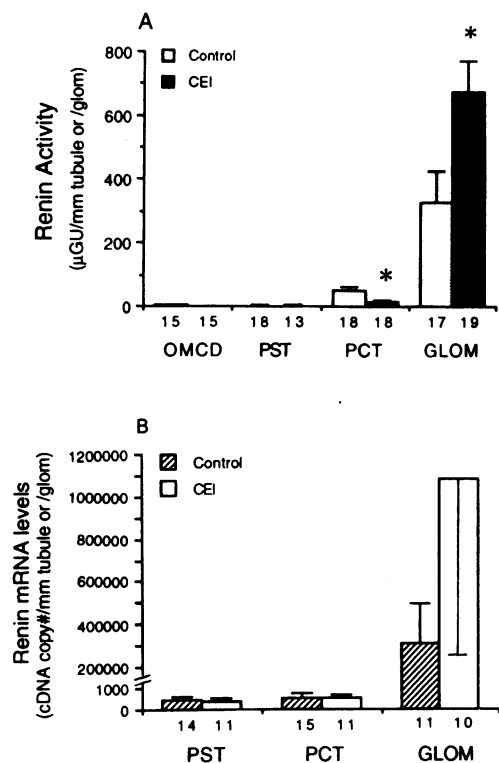 A
Control
CEI
*
*
Renin Activity
(µGU/mm tubule or /glom)
800
600
400
200
0
15 15 18 13 18 18 17 19
OMCD PST PCT GLOM
B
Control
CEI
Renin mRNA levels
(cDNA copy#/mm tubule or /glom)
1200000
1000000
800000
600000
400000
200000
1000
0
14 11 15 11 11 10
PST PCT GLOM